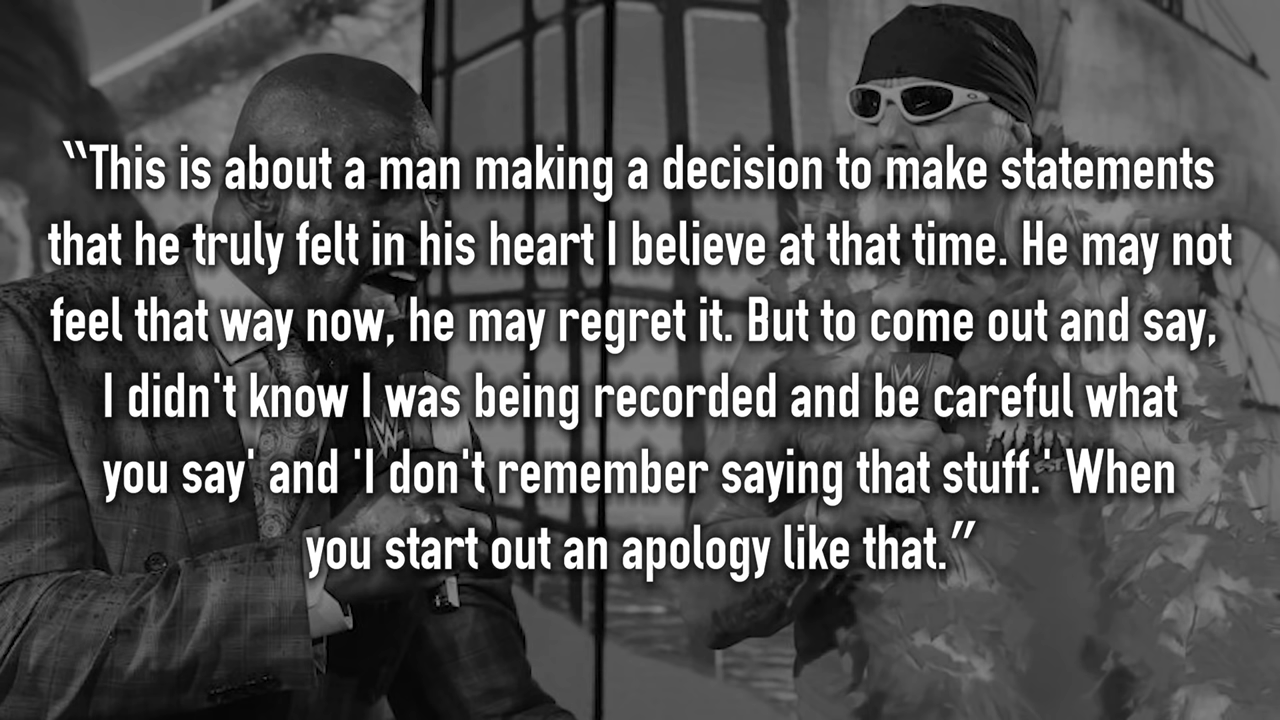 “This is about a man making a decision to make statements
that he truly felt in his heart I believe at that time. He may not
feel that way now, he may regret it. But to come out and say,
I didn't know I was being recorded and be careful what
you say' and 'I don't remember saying that stuff.' When
you start out an apology like that.”